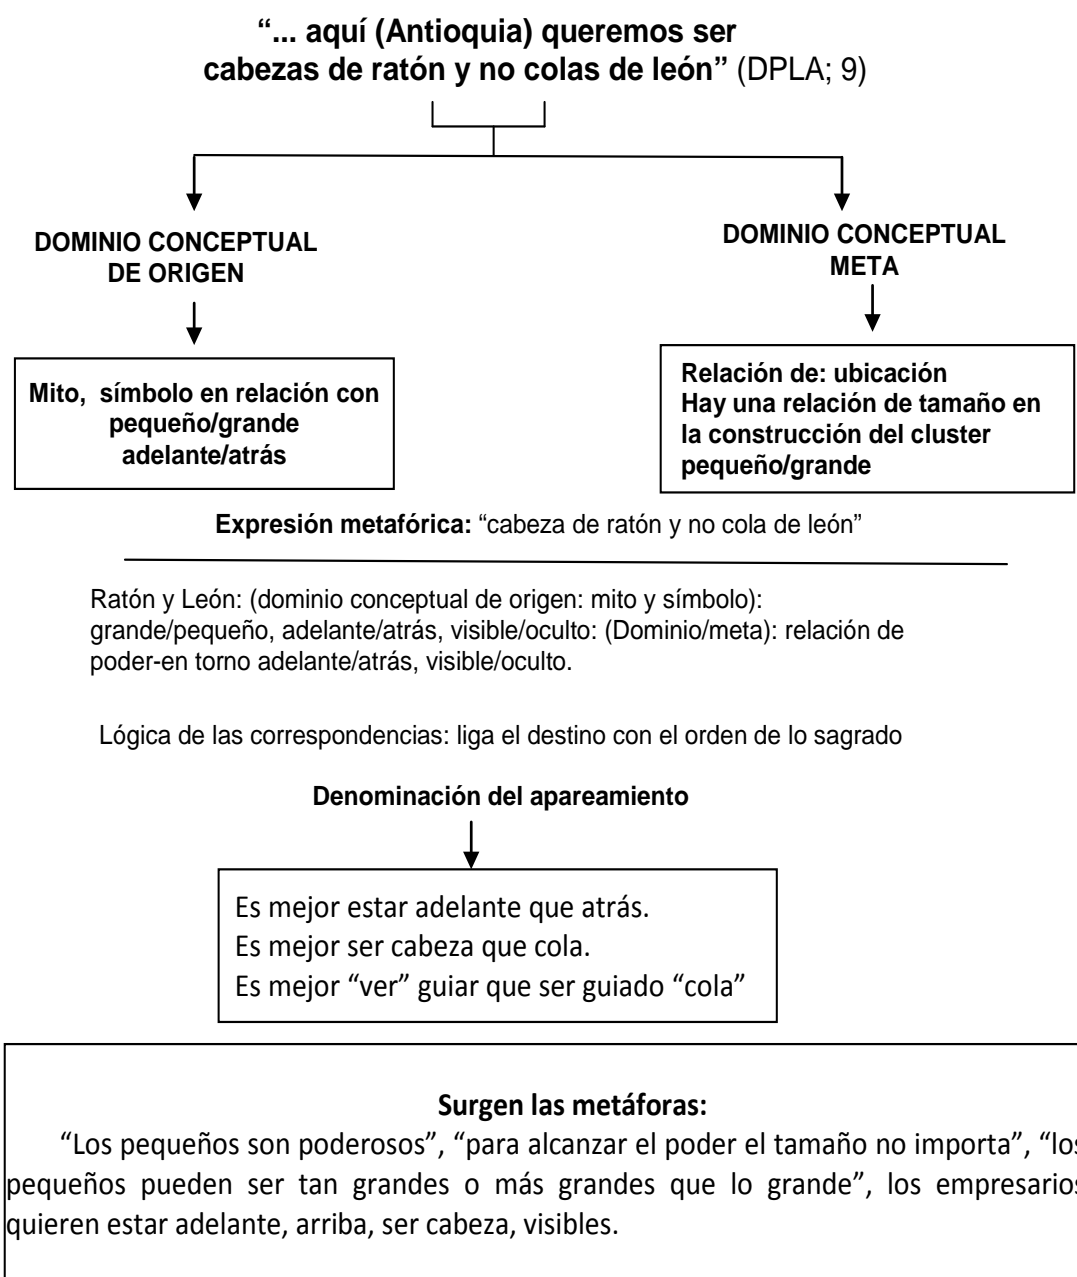 “... aquí (Antioquia) queremos ser
cabezas de ratón y no colas de león” (DPLA; 9)
DOMINIO CONCEPTUAL
DE ORIGEN
DOMINIO CONCEPTUAL
META
Mito, símbolo en relación con
pequeño/grande
adelante/atrás
Relación de: ubicación
Hay una relación de tamaño en
la construcción del cluster
pequeño/grande
Expresión metafórica: “cabeza de ratón y no cola de león”
Ratón y León: (dominio conceptual de origen: mito y símbolo):
grande/pequeño, adelante/atrás, visible/oculto: (Dominio/meta): relación de
poder-en torno adelante/atrás, visible/oculto.
Lógica de las correspondencias: liga el destino con el orden de lo sagrado
Denominación del apareamiento
Es mejor estar adelante que atrás.
Es mejor ser cabeza que cola.
Es mejor “ver” guiar que ser guiado “cola”
Surgen las metáforas:
“Los pequeños son poderosos”, “para alcanzar el poder el tamaño no importa”, “los
pequeños pueden ser tan grandes o más grandes que lo grande”, los empresarios
quieren estar adelante, arriba, ser cabeza, visibles.